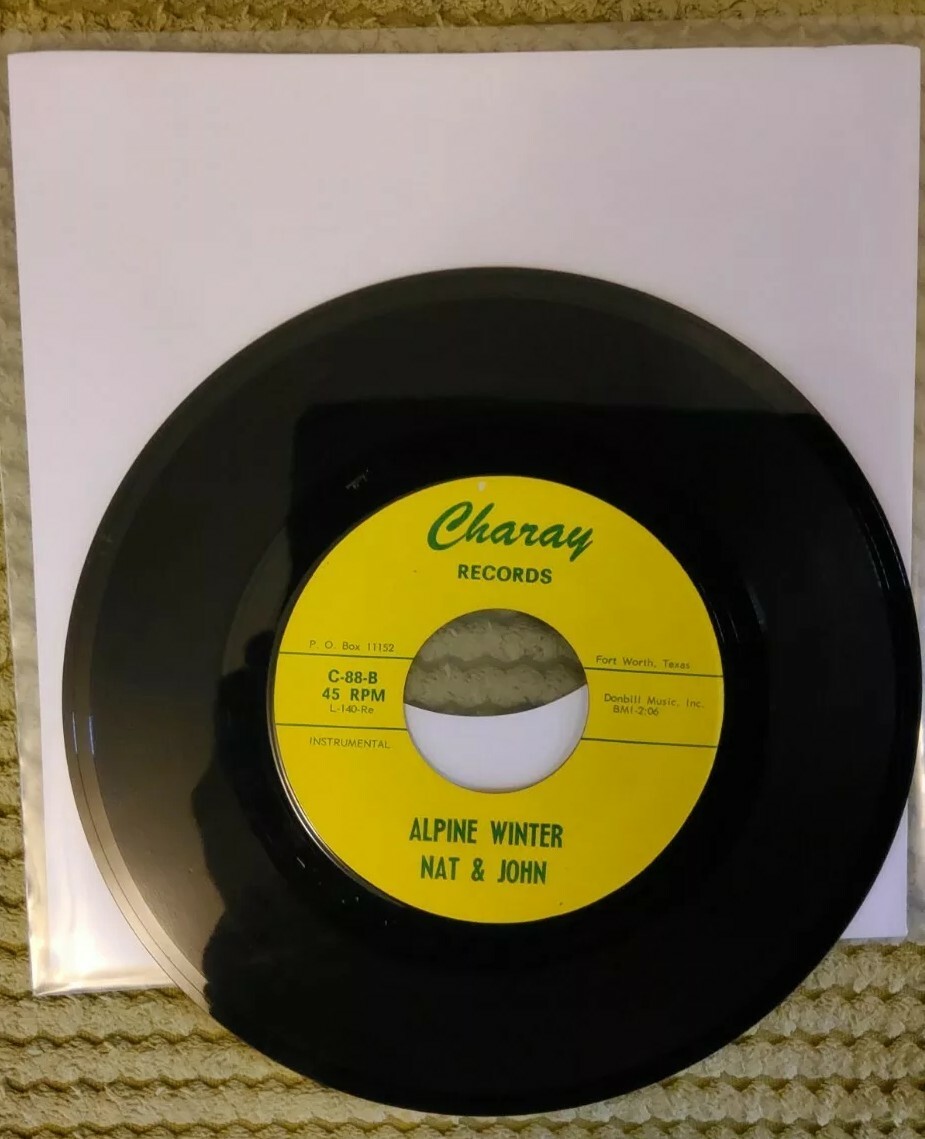 Charay
RECORDS
P. O. Box 11152
Fort Worth, Texas
C-88-B
45 RPM
L-140-Re
Donbill Music, Inc.
BMI-2:06
INSTRUMENTAL
ALPINE WINTER
NAT & JOHN